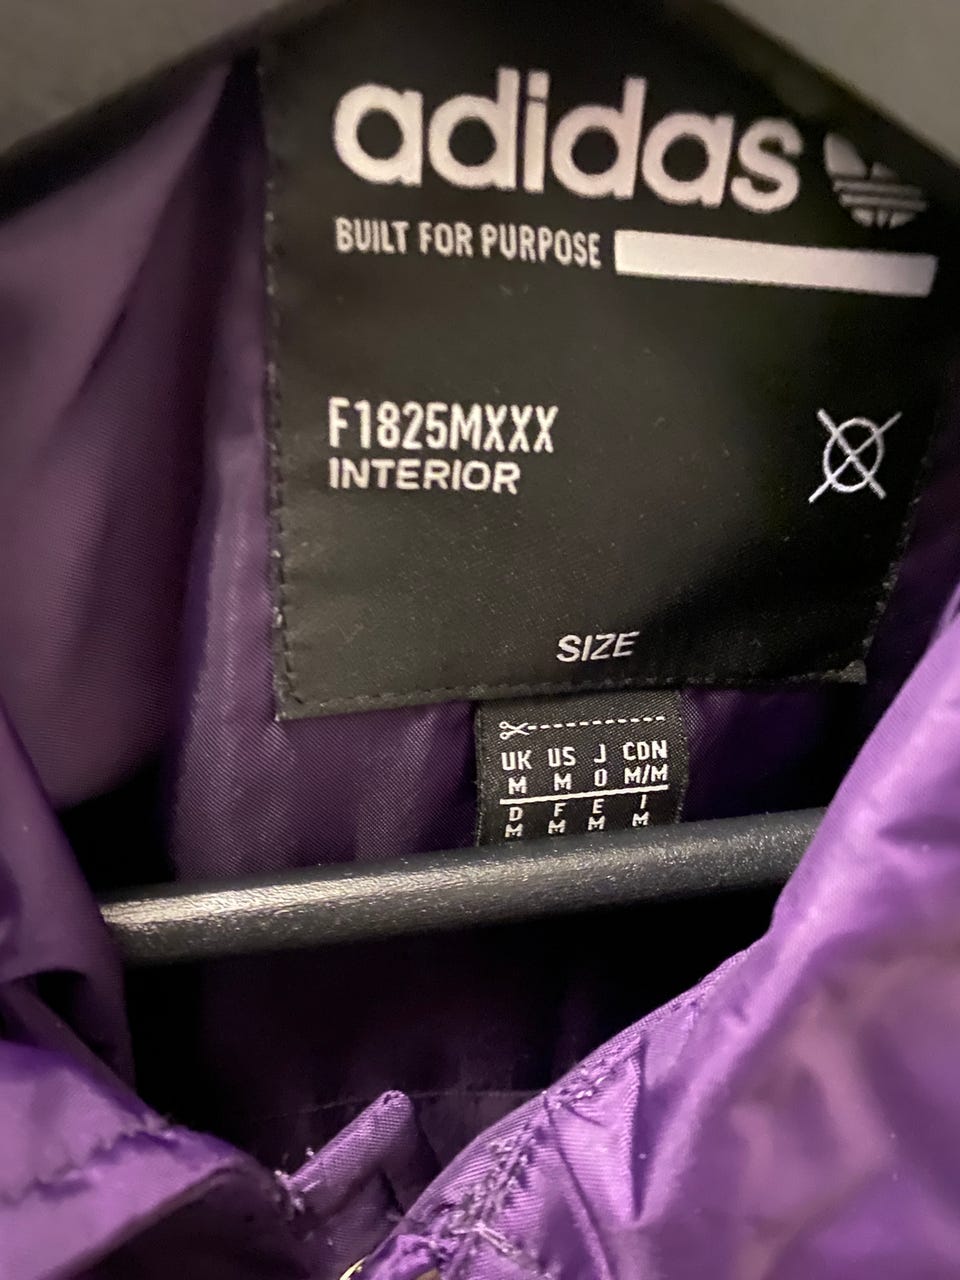 adidas
BUILT FOR PURPOSE
F1825MXXX
INTERIOR
SIZE
UK US J CDN
M M O M/M
D F E I
M M M M